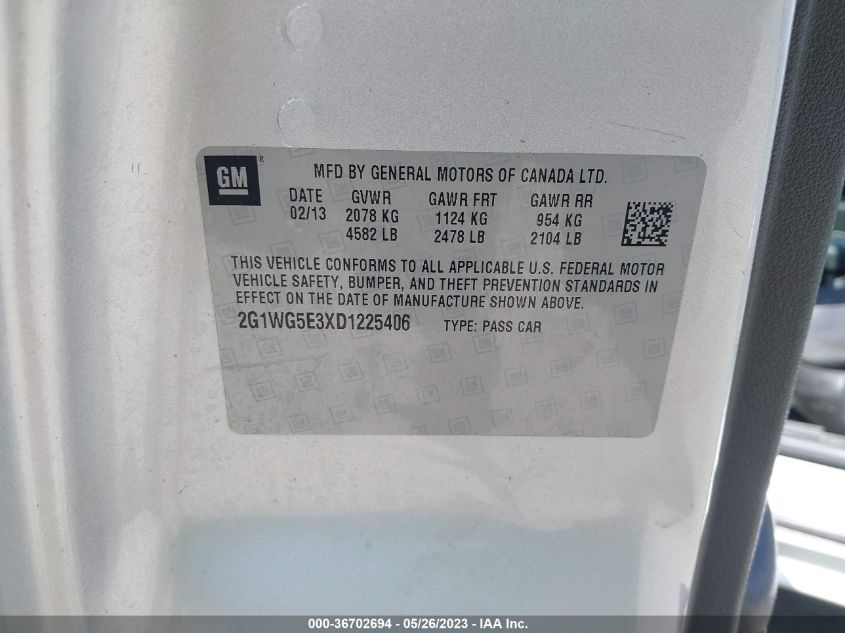 GM ®
MFD BY GENERAL MOTORS OF CANADA LTD.
DATE GVWR GAWR FRT GAWR RR
02/13 2078 KG 1124 KG 954 KG
4582 LB 2478 LB 2104 LB
THIS VEHICLE CONFORMS TO ALL APPLICABLE U.S. FEDERAL MOTOR
VEHICLE SAFETY, BUMPER, AND THEFT PREVENTION STANDARDS IN
EFFECT ON THE DATE OF MANUFACTURE SHOWN ABOVE.
2G1WG5E3XD1225406 TYPE: PASS CAR
000-36702694 - 05/26/2023 - IAA Inc.